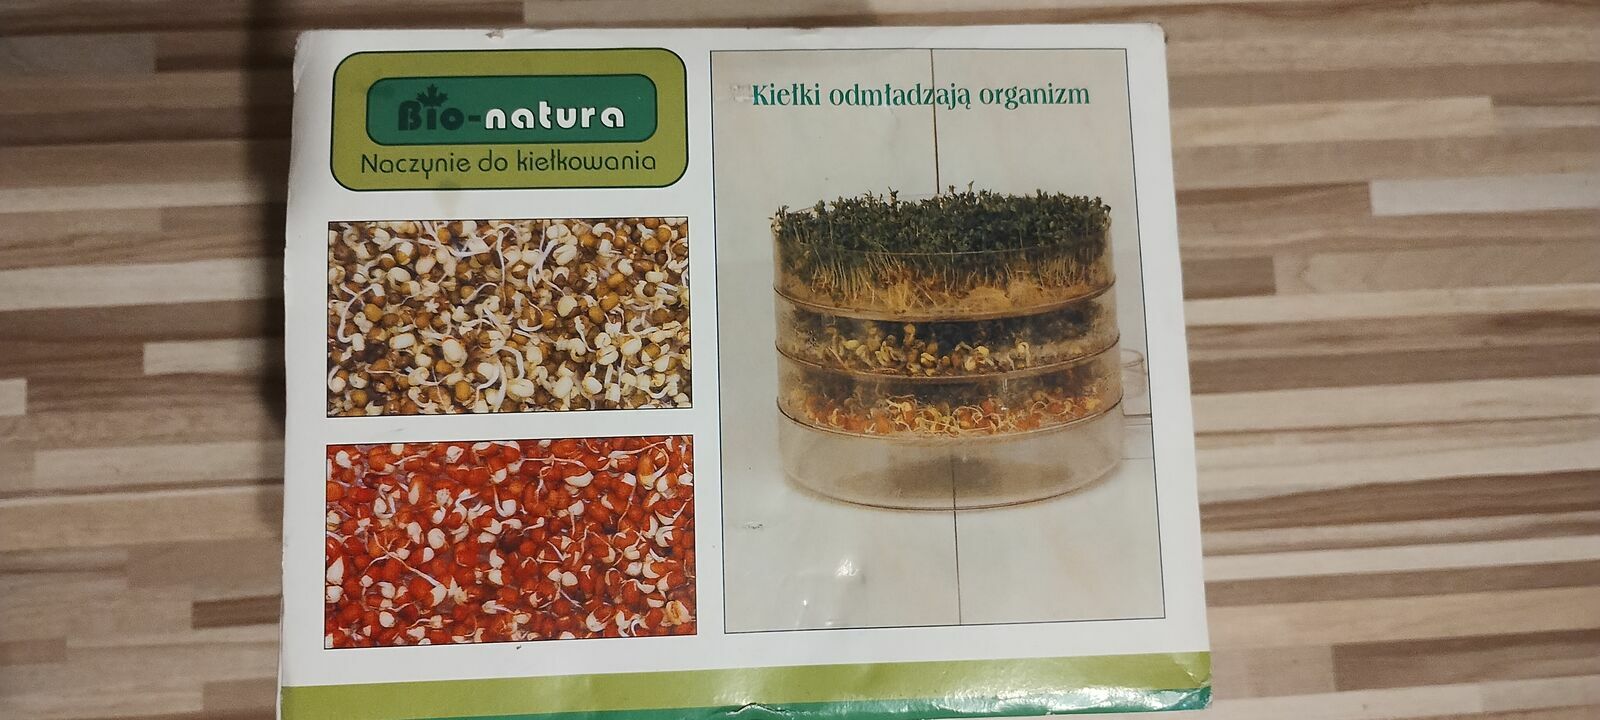 Bio-natura
Naczynie do kiełkowania
Kiełki odmładzają organizm